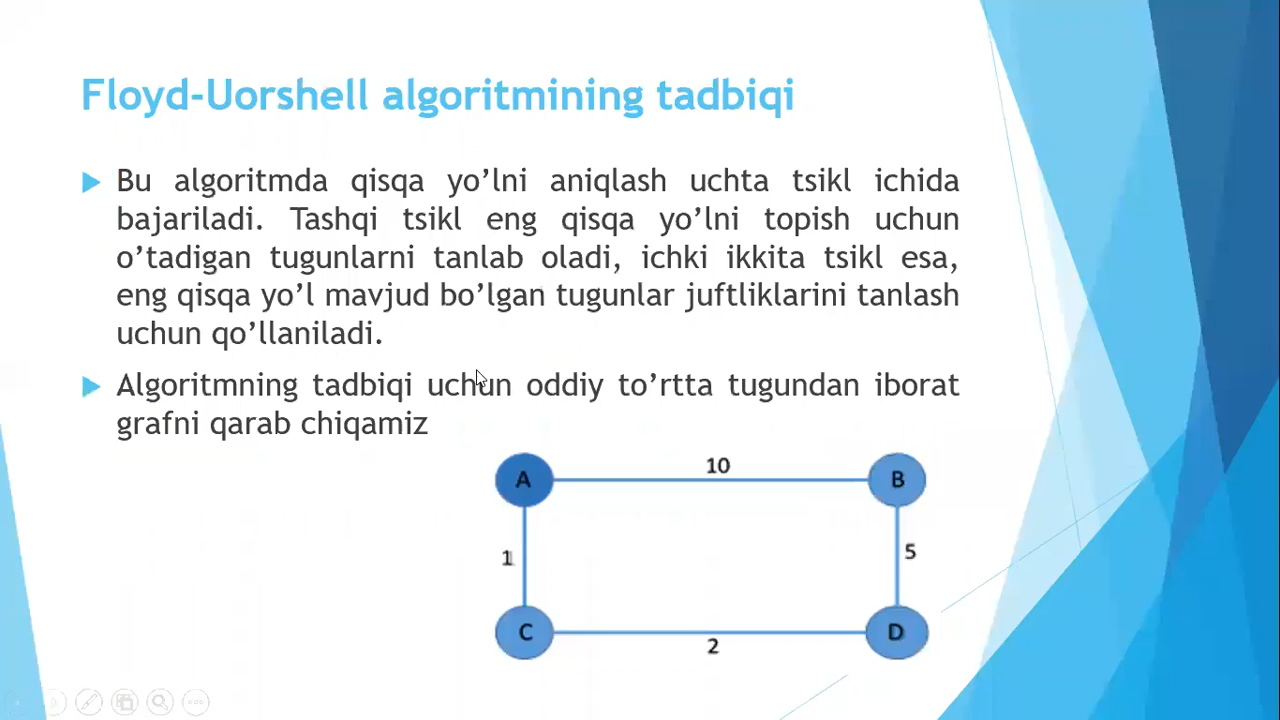 Floyd-Uorshell algoritmining tadbiqi
Bu algoritmda qisqa yo’lni aniqlash uchta tsikl ichida
bajariladi. Tashqi tsikl eng qisqa yo’lni topish uchun
o’tadigan tugunlarni tanlab oladi, ichki ikkita tsikl esa,
eng qisqa yo’l mavjud bo’lgan tugunlar juftliklarini tanlash
uchun qo’llaniladi.
Algoritmning tadbiqi uchun oddiy to’rtta tugundan iborat
grafni qarab chiqamiz
10
A
B
1
5
C
D
2